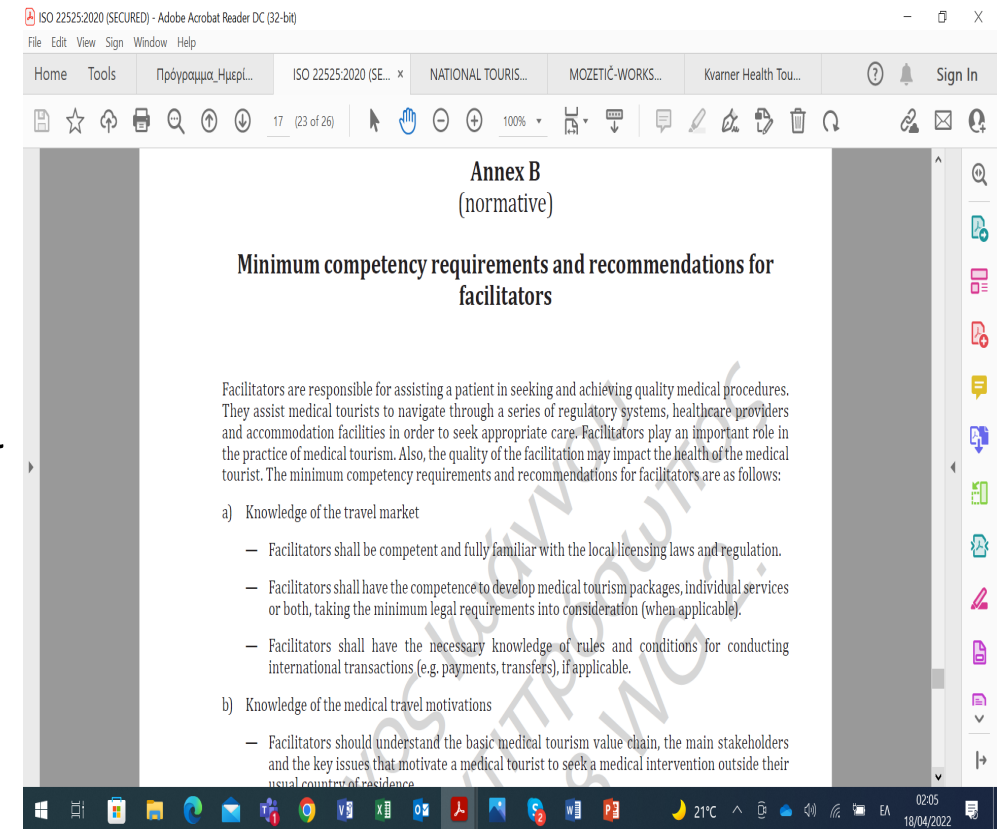 ISO 22525:2020 (SECURED) - Adobe Acrobat Reader DC (32-bit)
File Edit View Sign Window Help
Home Tools Πρόγραμμα_Ημερί... ISO 22525:2020 (SE... × NATIONAL TOURIS... MOZETIČ-WORKS... Kvarner Health Tou... Sign In
17 (23 of 26) 100%
Annex B
(normative)
Minimum competency requirements and recommendations for
facilitators
Facilitators are responsible for assisting a patient in seeking and achieving quality medical procedures.
They assist medical tourists to navigate through a series of regulatory systems, healthcare providers
and accommodation facilities in order to seek appropriate care. Facilitators play an important role in
the practice of medical tourism. Also, the quality of the facilitation may impact the health of the medical
tourist. The minimum competency requirements and recommendations for facilitators are as follows:
a) Knowledge of the travel market
— Facilitators shall be competent and fully familiar with the local licensing laws and regulation.
— Facilitators shall have the competence to develop medical tourism packages, individual services
or both, taking the minimum legal requirements into consideration (when applicable).
— Facilitators shall have the necessary knowledge of rules and conditions for conducting
international transactions (e.g. payments, transfers), if applicable.
b) Knowledge of the medical travel motivations
— Facilitators should understand the basic medical tourism value chain, the main stakeholders
and the key issues that motivate a medical tourist to seek a medical intervention outside their
usual country of residence
Ιωάννου
WG 2.
21°C ΕΛ 02:05
18/04/2022